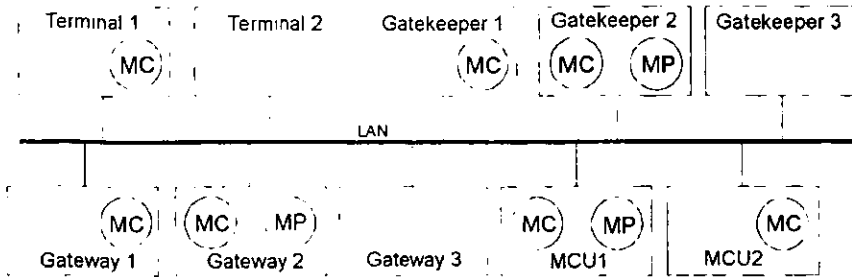 Terminal 1 Terminal 2 Gatekeeper 1 Gatekeeper 2 Gatekeeper 3
MC MC MC MP
LAN
MC MC MP MC MP MC
Gateway 1 Gateway 2 Gateway 3 MCU1 MCU2